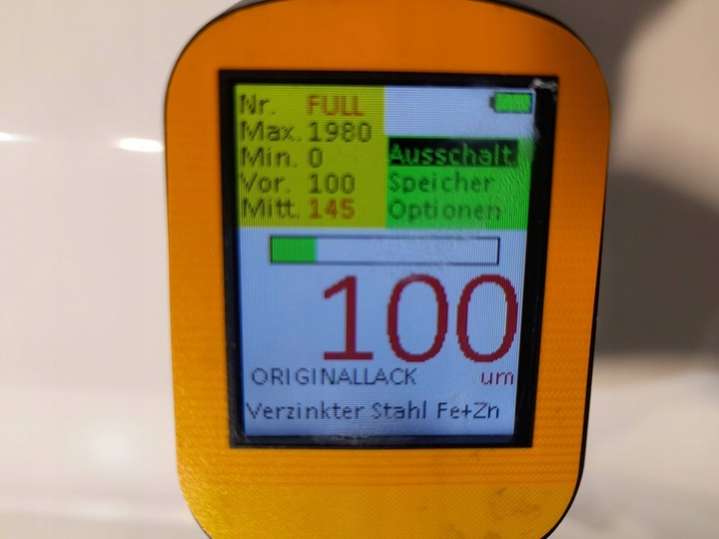 Nr. FULL
Max. 1980
Min. 0
Vor. 100
Mitt. 145
Ausschalt.
Speicher
Optionen
100
ORIGINALLACK um
Verzinkter Stahl Fe+Zn